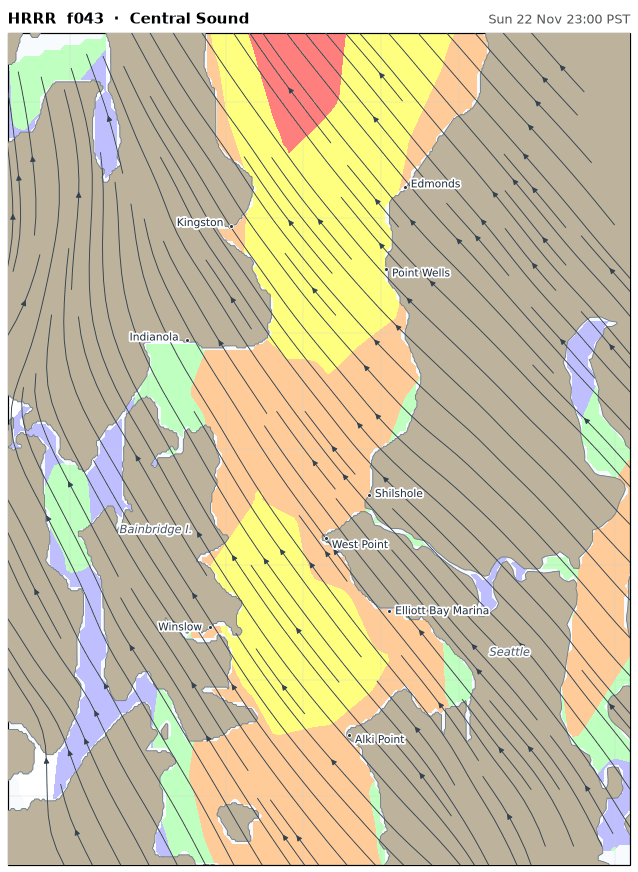 HRRR f043 · Central Sound
Sun 22 Nov 23:00 PST
Edmonds
Kingston
Point Wells
Indianola
Shilshole
Bainbridge I.
West Point
Elliott Bay Marina
Winslow
Seattle
Alki Point